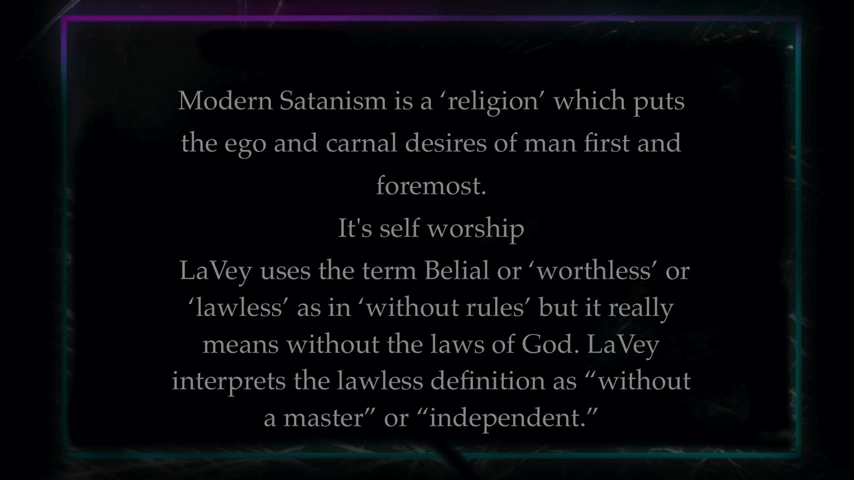 Modern Satanism is a ‘religion’ which puts
the ego and carnal desires of man first and
foremost.
It's self worship
LaVey uses the term Belial or ‘worthless’ or
‘lawless’ as in ‘without rules’ but it really
means without the laws of God. LaVey
interprets the lawless definition as “without
a master” or “independent.”